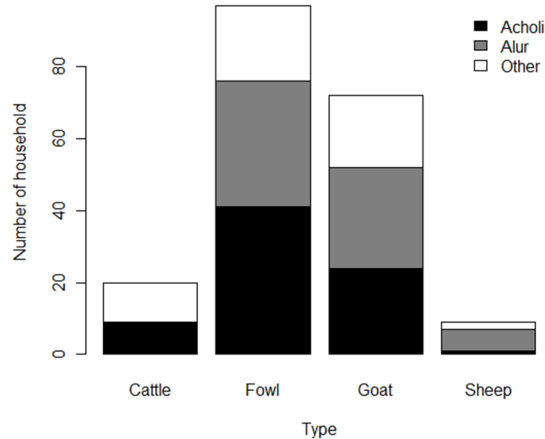 Acholi
Alur
Other
Number of household
80
60
40
20
0
Cattle Fowl Goat Sheep
Type